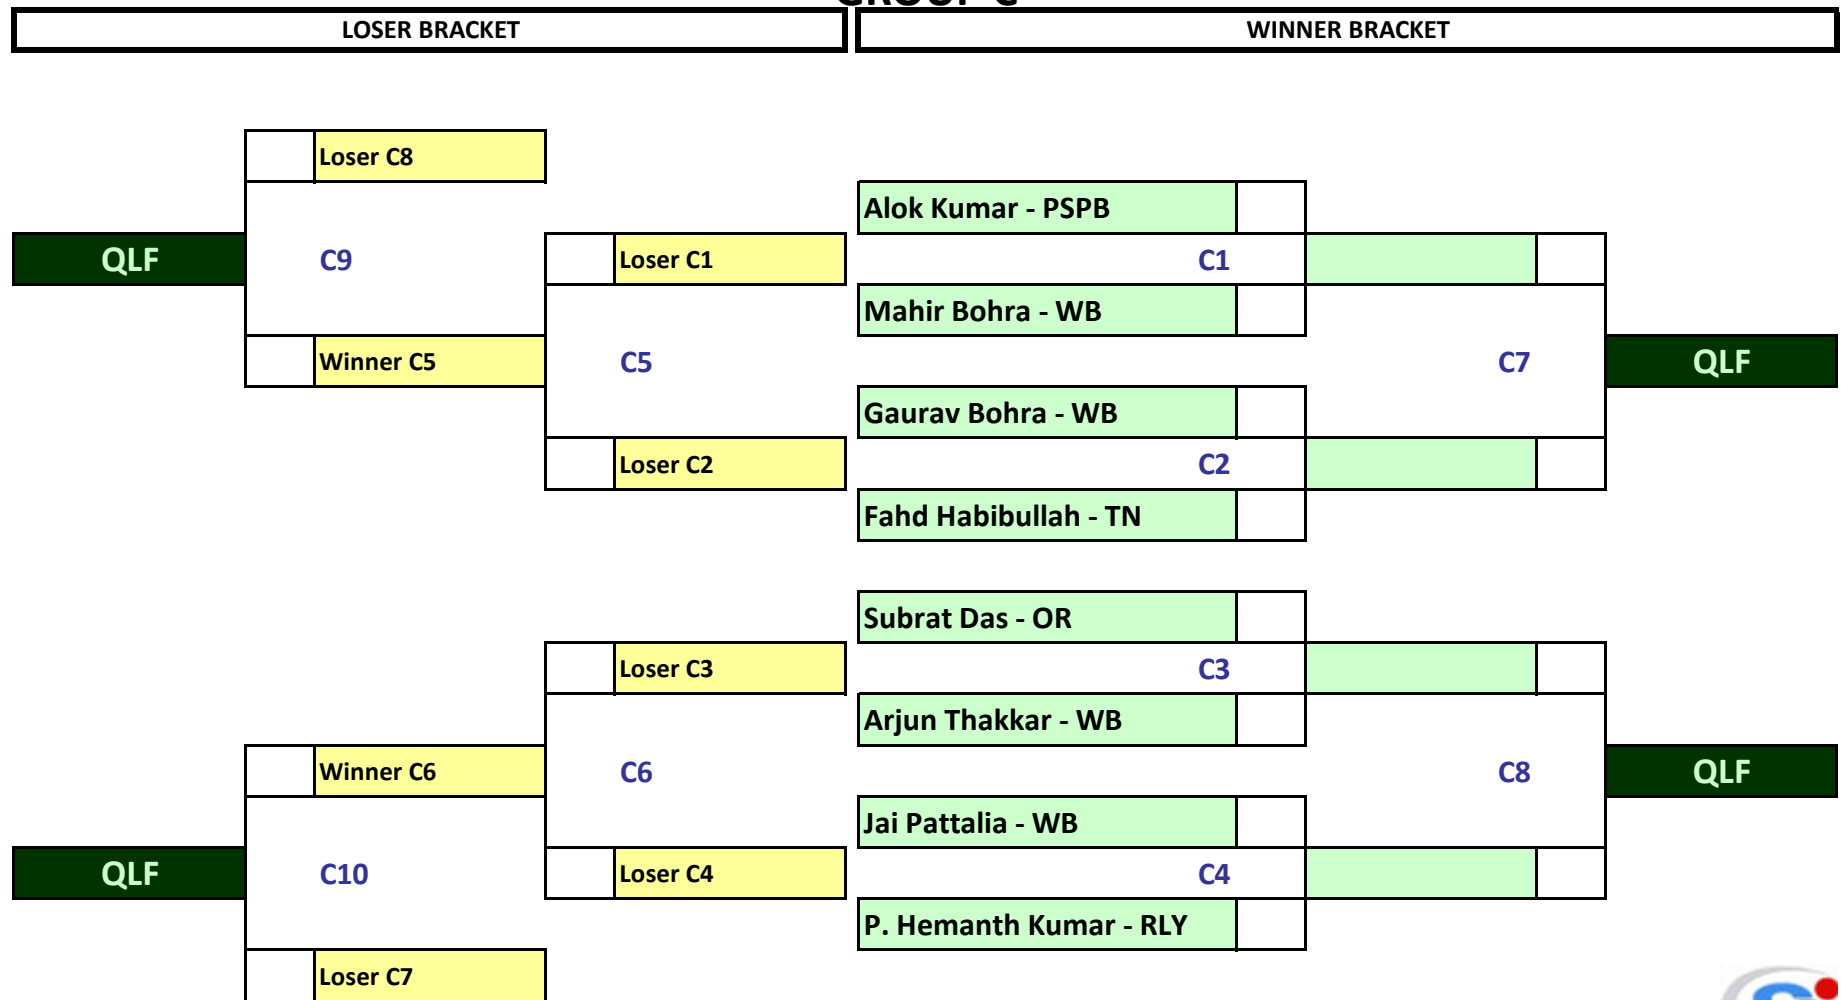 GROUP C
LOSER BRACKET
WINNER BRACKET
Loser C8
Alok Kumar - PSPB
QLF
C9
Loser C1
C1
Mahir Bohra - WB
Winner C5
C5
C7
QLF
Gaurav Bohra - WB
Loser C2
C2
Fahd Habibullah - TN
Subrat Das - OR
Loser C3
C3
Arjun Thakkar - WB
Winner C6
C6
C8
QLF
Jai Pattalia - WB
QLF
C10
Loser C4
C4
P. Hemanth Kumar - RLY
Loser C7